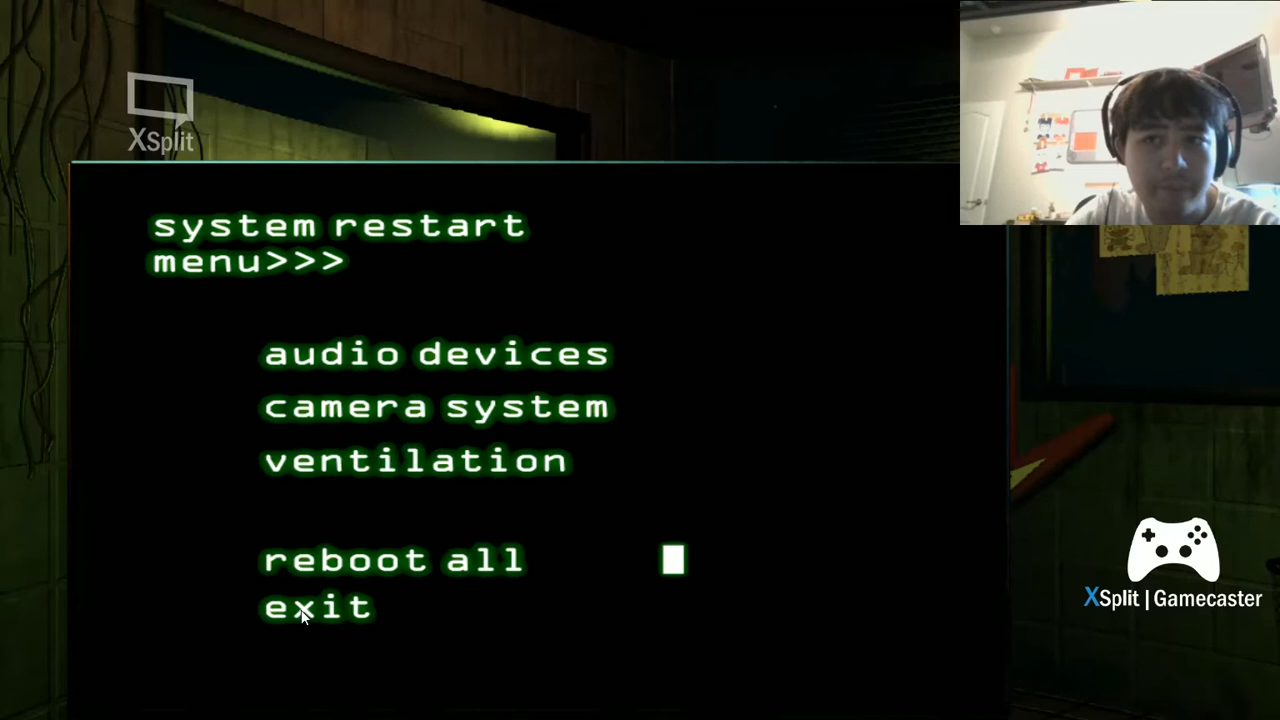 XSplit
system restart
menu>>>
audio devices
camera system
ventilation
reboot all
exit
XSplit | Gamecaster